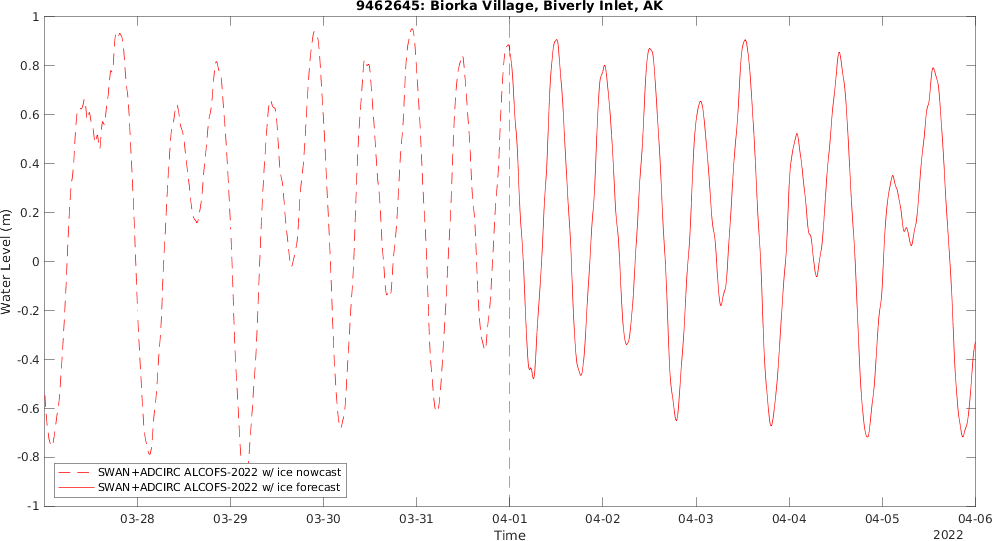 9462645: Biorka Village, Biverly Inlet, AK
Water Level (m)
1
0.8
0.6
0.4
0.2
0
-0.2
-0.4
-0.6
-0.8
-1
SWAN+ADCIRC ALCOFS-2022 w/ ice nowcast
SWAN+ADCIRC ALCOFS-2022 w/ ice forecast
03-28 03-29 03-30 03-31 04-01 04-02 04-03 04-04 04-05 04-06
Time
2022